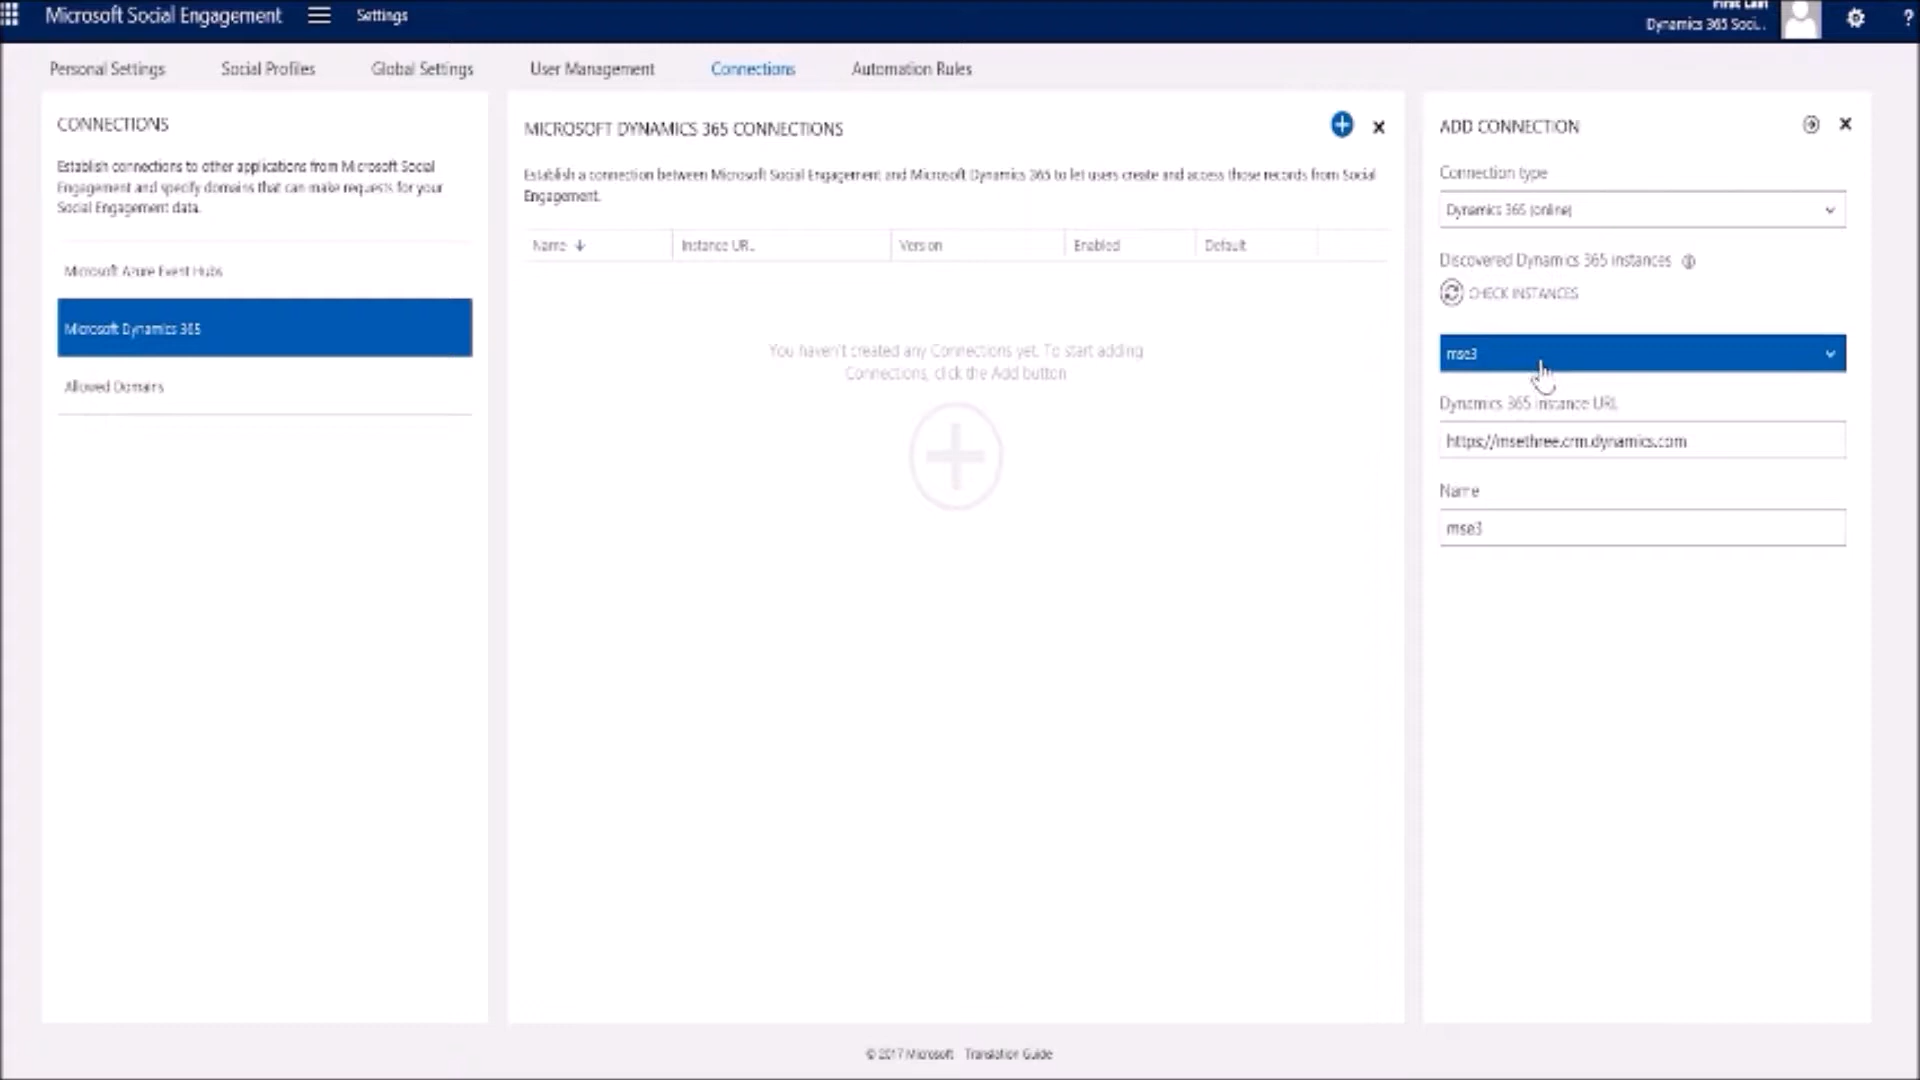 Microsoft Social Engagement
Settings
First Last
Dynamics 365 Soci...
?
Personal Settings
Social Profiles
Global Settings
User Management
Connections
Automation Rules
CONNECTIONS
Establish connections to other applications from Microsoft Social
Engagement and specify domains that can make requests for your
Social Engagement data.
Microsoft Azure Event Hubs
Microsoft Dynamics 365
Allowed Domains
MICROSOFT DYNAMICS 365 CONNECTIONS
Establish a connection between Microsoft Social Engagement and Microsoft Dynamics 365 to let users create and access those records from Social
Engagement.
Name
Instance URL
Version
Enabled
Default
You haven't created any Connections yet. To start adding
Connections, click the Add button
ADD CONNECTION
Connection type
Dynamics 365 (online)
Discovered Dynamics 365 instances
CHECK INSTANCES
mse3
Dynamics 365 instance URL
https://msethree.crm.dynamics.com
Name
mse3
© 2017 Microsoft Translation Guide